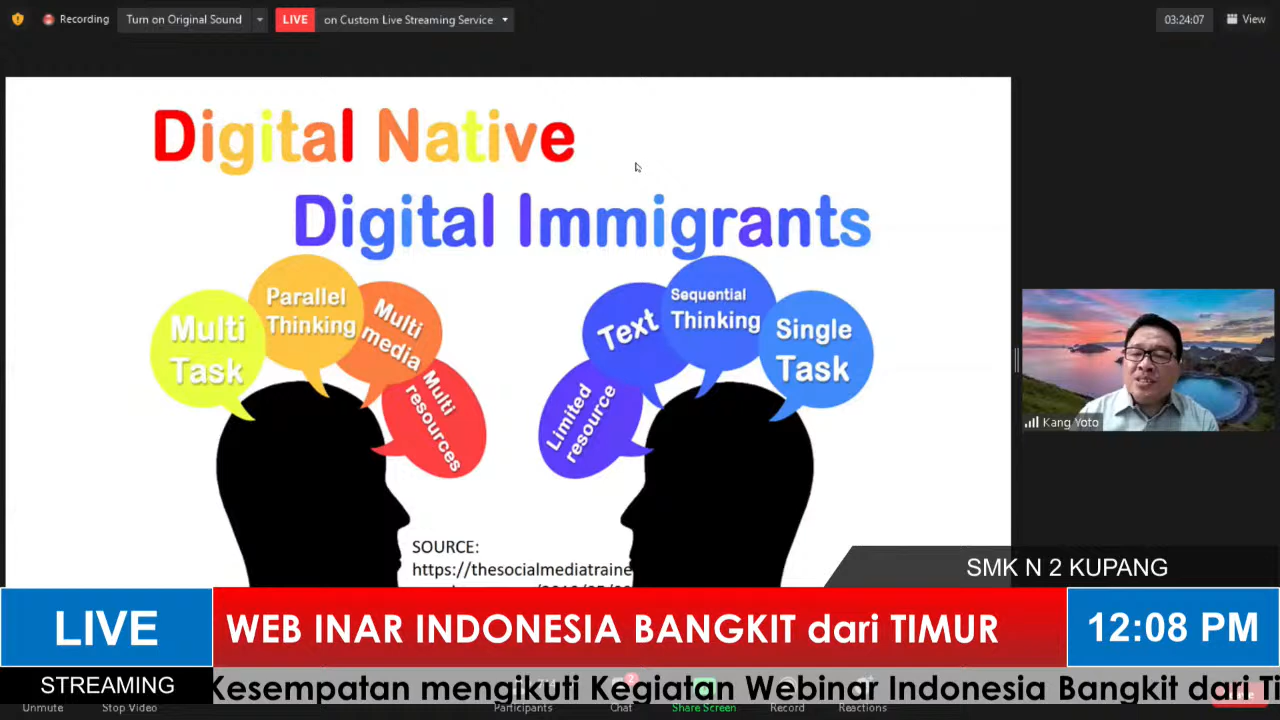 Recording
Turn on Original Sound
LIVE
on Custom Live Streaming Service
03:24:07
View
Digital Native
Digital Immigrants
Multi
Task
Parallel
Thinking
Multi
media
Multi
resources
Limited
resource
Text
Sequential
Thinking
Single
Task
Kang Yoto
SOURCE:
https://thesocialmediatraine
SMK N 2 KUPANG
LIVE
WEB INAR INDONESIA BANGKIT dari TIMUR
12:08 PM
STREAMING
Kesempatan mengikuti Kegiatan Webinar Indonesia Bangkit dari Ti
Unmute
Stop Video
Participants
Chat
2
Share Screen
Record
Reactions